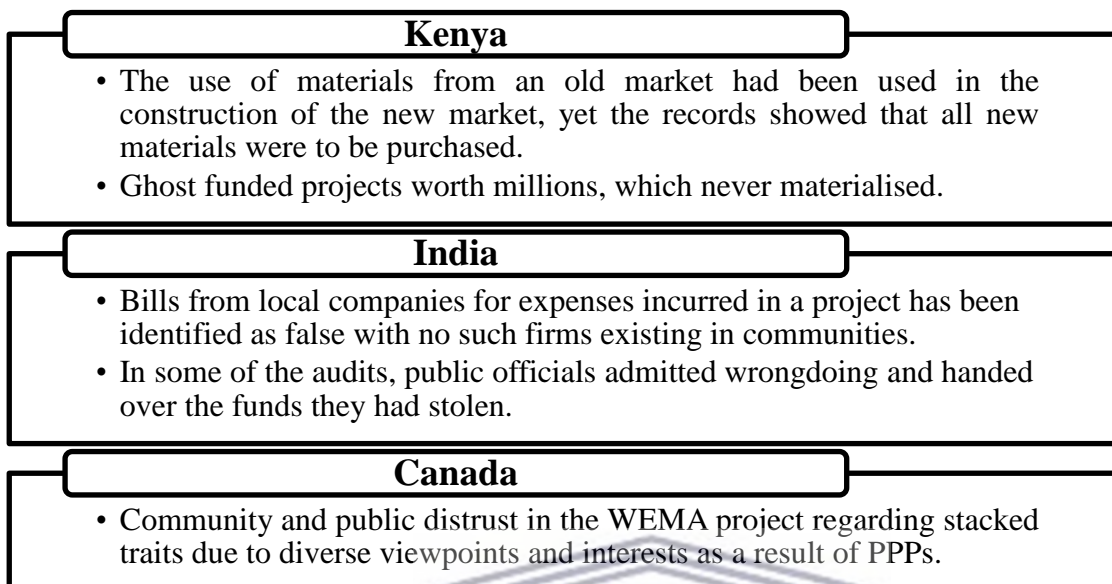 Kenya
• The use of materials from an old market had been used in the
construction of the new market, yet the records showed that all new
materials were to be purchased.
• Ghost funded projects worth millions, which never materialised.
India
• Bills from local companies for expenses incurred in a project has been
identified as false with no such firms existing in communities.
• In some of the audits, public officials admitted wrongdoing and handed
over the funds they had stolen.
Canada
• Community and public distrust in the WEMA project regarding stacked
traits due to diverse viewpoints and interests as a result of PPPs.